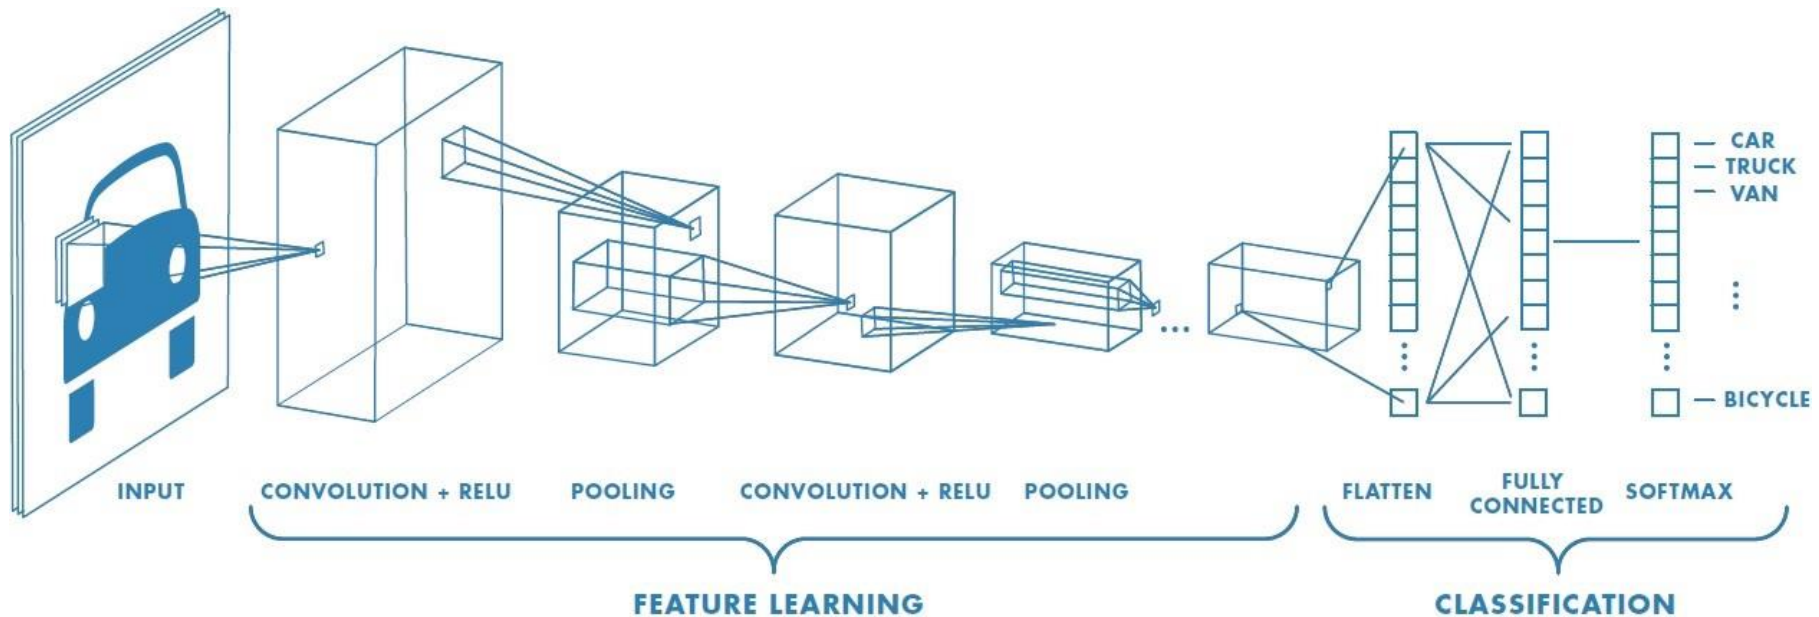 CAR
TRUCK
VAN
BICYCLE
INPUT
CONVOLUTION + RELU
POOLING
CONVOLUTION + RELU
POOLING
FLATTEN
FULLY
CONNECTED
SOFTMAX
FEATURE LEARNING
CLASSIFICATION